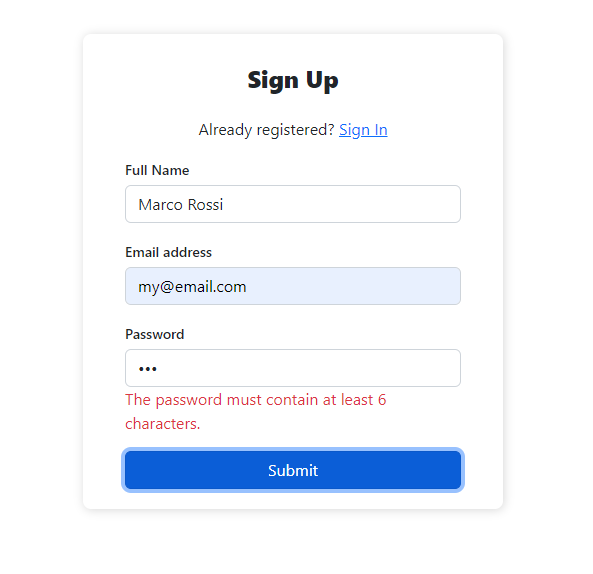 Sign Up
Already registered? Sign In
Full Name
Marco Rossi
Email address
my@email.com
Password
•••
The password must contain at least 6
characters.
Submit